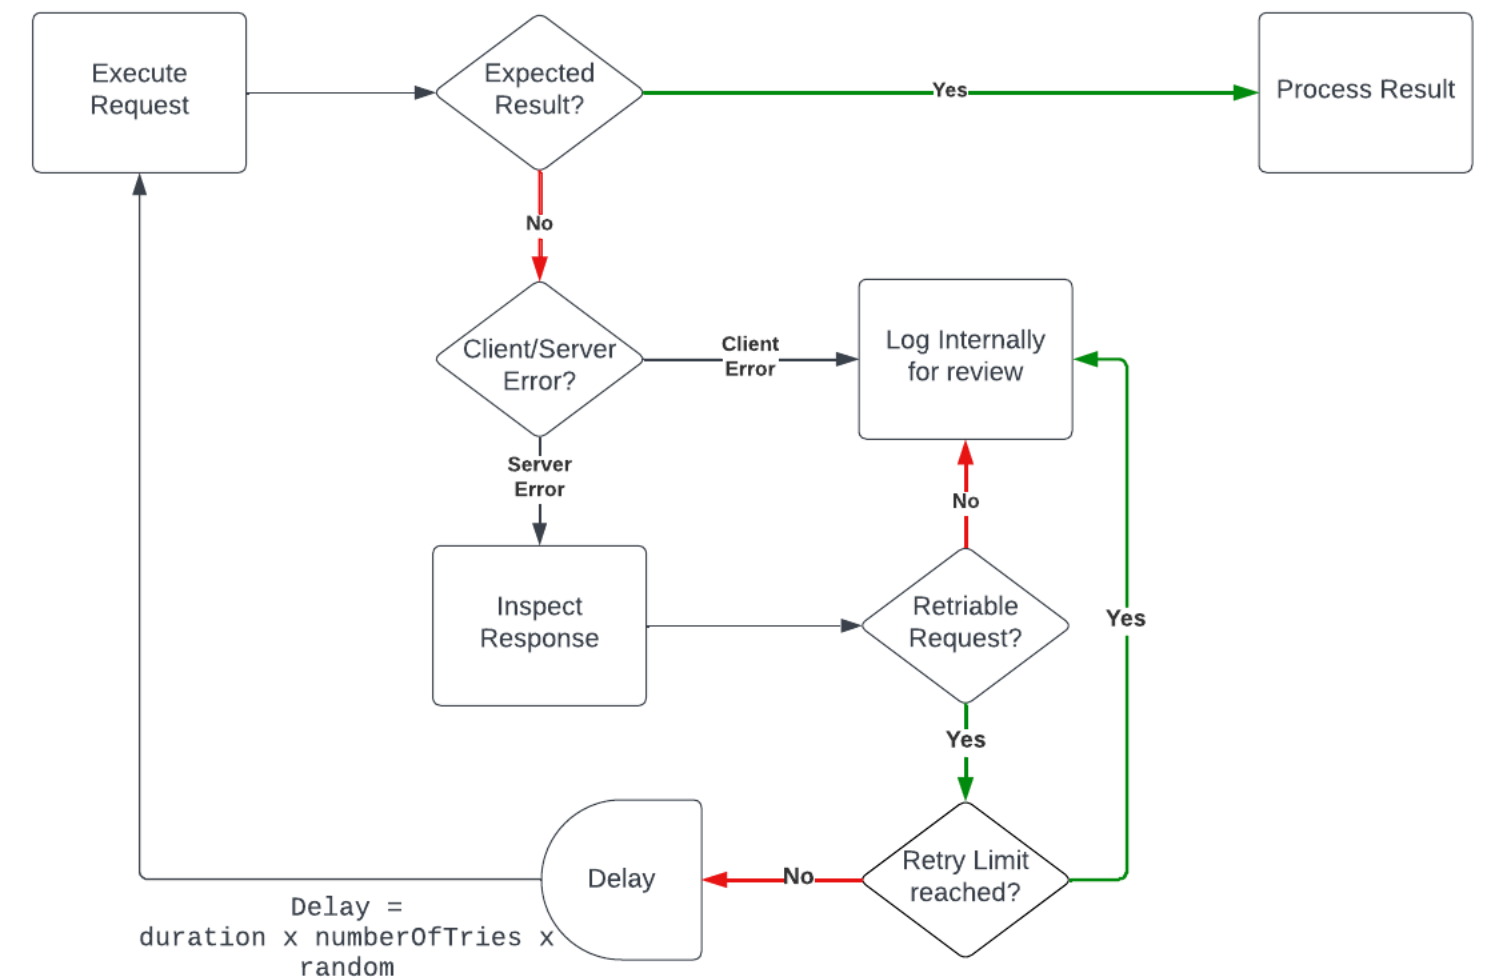 Execute
Request
Expected
Result?
Yes
Process Result
No
Client/Server
Error?
Client
Error
Log Internally
for review
Server
Error
No
Inspect
Response
Retriable
Request?
Yes
Yes
Delay
No
Retry Limit
reached?
Delay =
duration x numberOfTries x
random